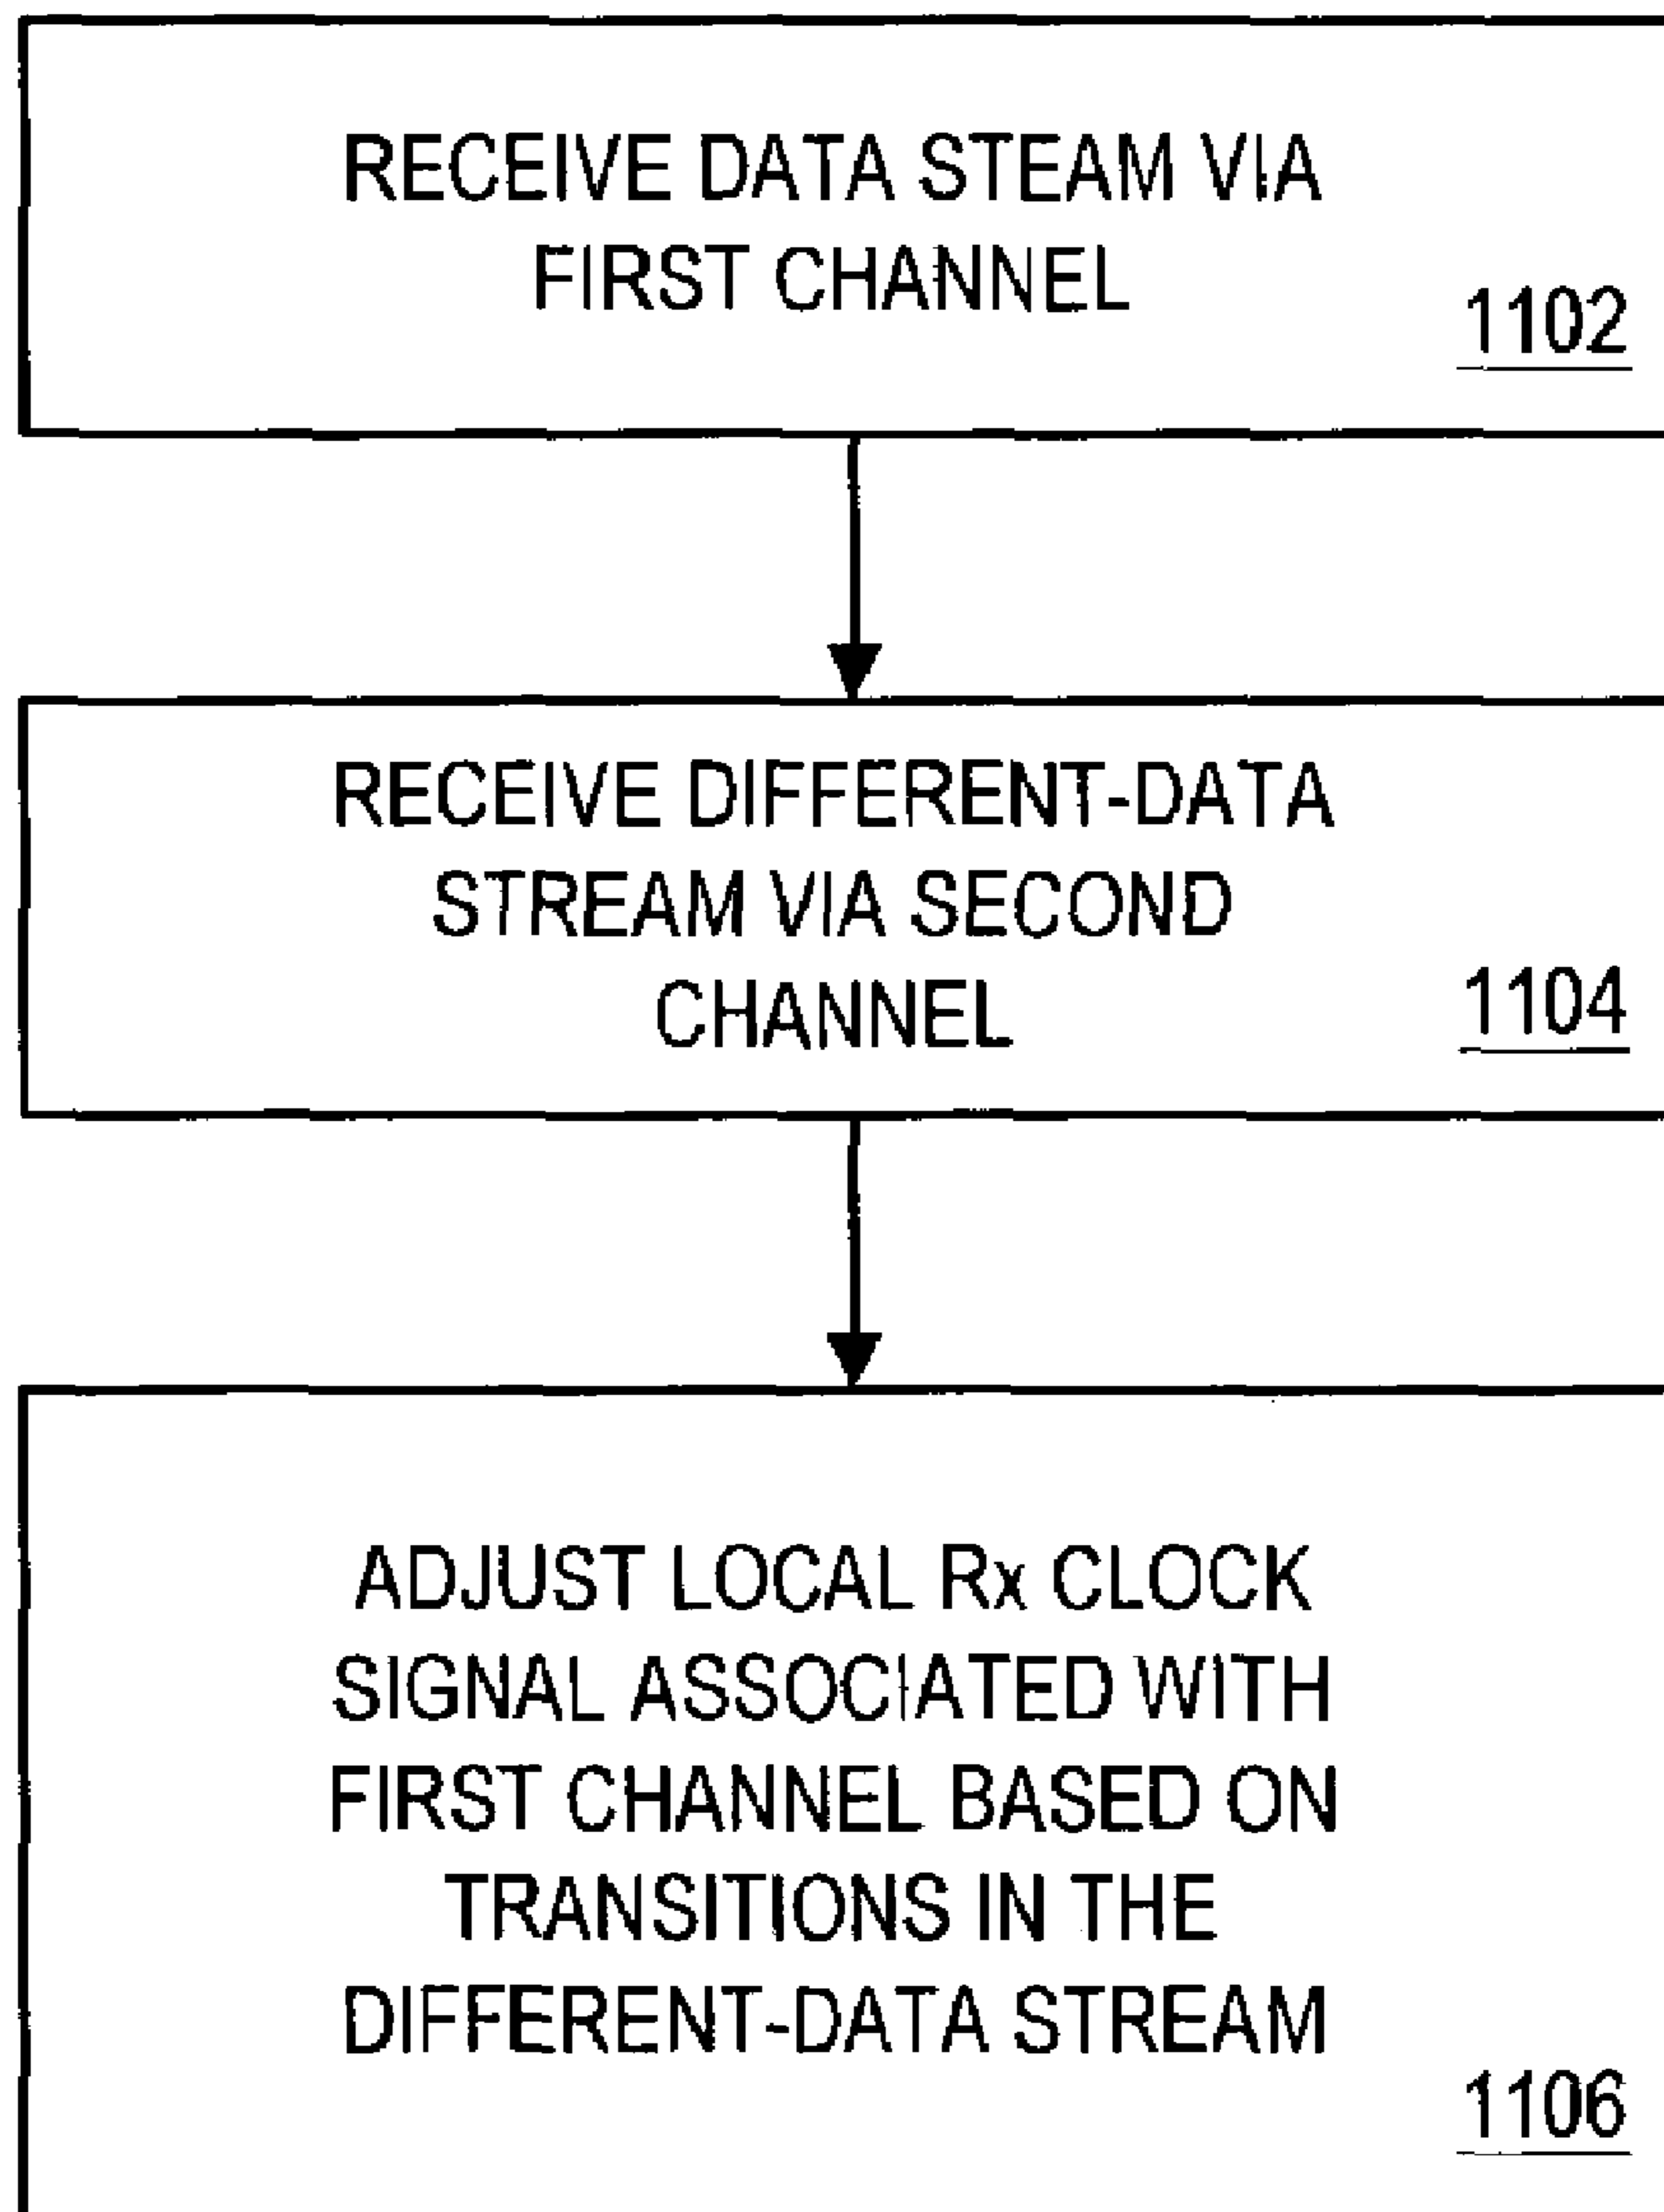 RECEIVE DATA STEAM VIA
FIRST CHANNEL
1102
RECEIVE DIFFERENT-DATA
STREAM VIA SECOND
CHANNEL
1104
ADJUST LOCAL Rx CLOCK
SIGNAL ASSOCIATED WITH
FIRST CHANNEL BASED ON
TRANSITIONS IN THE
DIFFERENT-DATA STREAM
1106